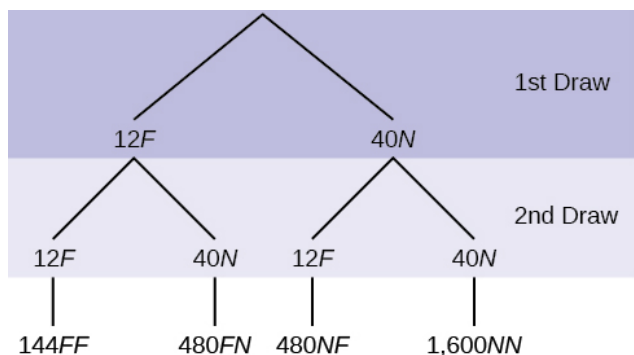 1st Draw
12F 40N
2nd Draw
12F 40N 12F 40N
144FF 480FN 480NF 1,600NN